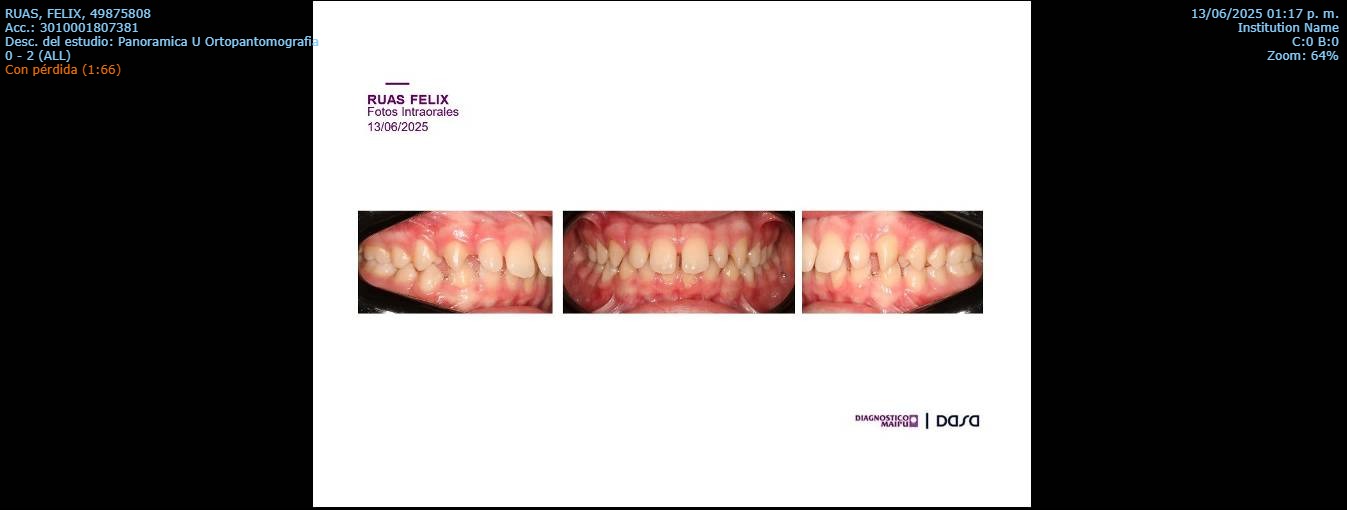 RUAS, FELIX, 49875808
Acc.: 3010001807381
Desc. del estudio: Panoramica U Ortopantomografia
0 - 2 (ALL)
Con pérdida (1:66)
13/06/2025 01:17 p. m.
Institution Name
C:0 B:0
Zoom: 64%
RUAS FELIX
Fotos Intraorales
13/06/2025
DIAGNOSTICO
MAIPU
DASA